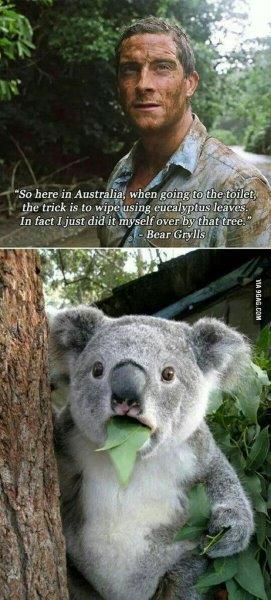 “So here in Australia, when going to the toilet,
the trick is to wipe using eucalyptus leaves.
In fact I just did it myself over by that tree.”
- Bear Grylls
VIA 9GAG.COM